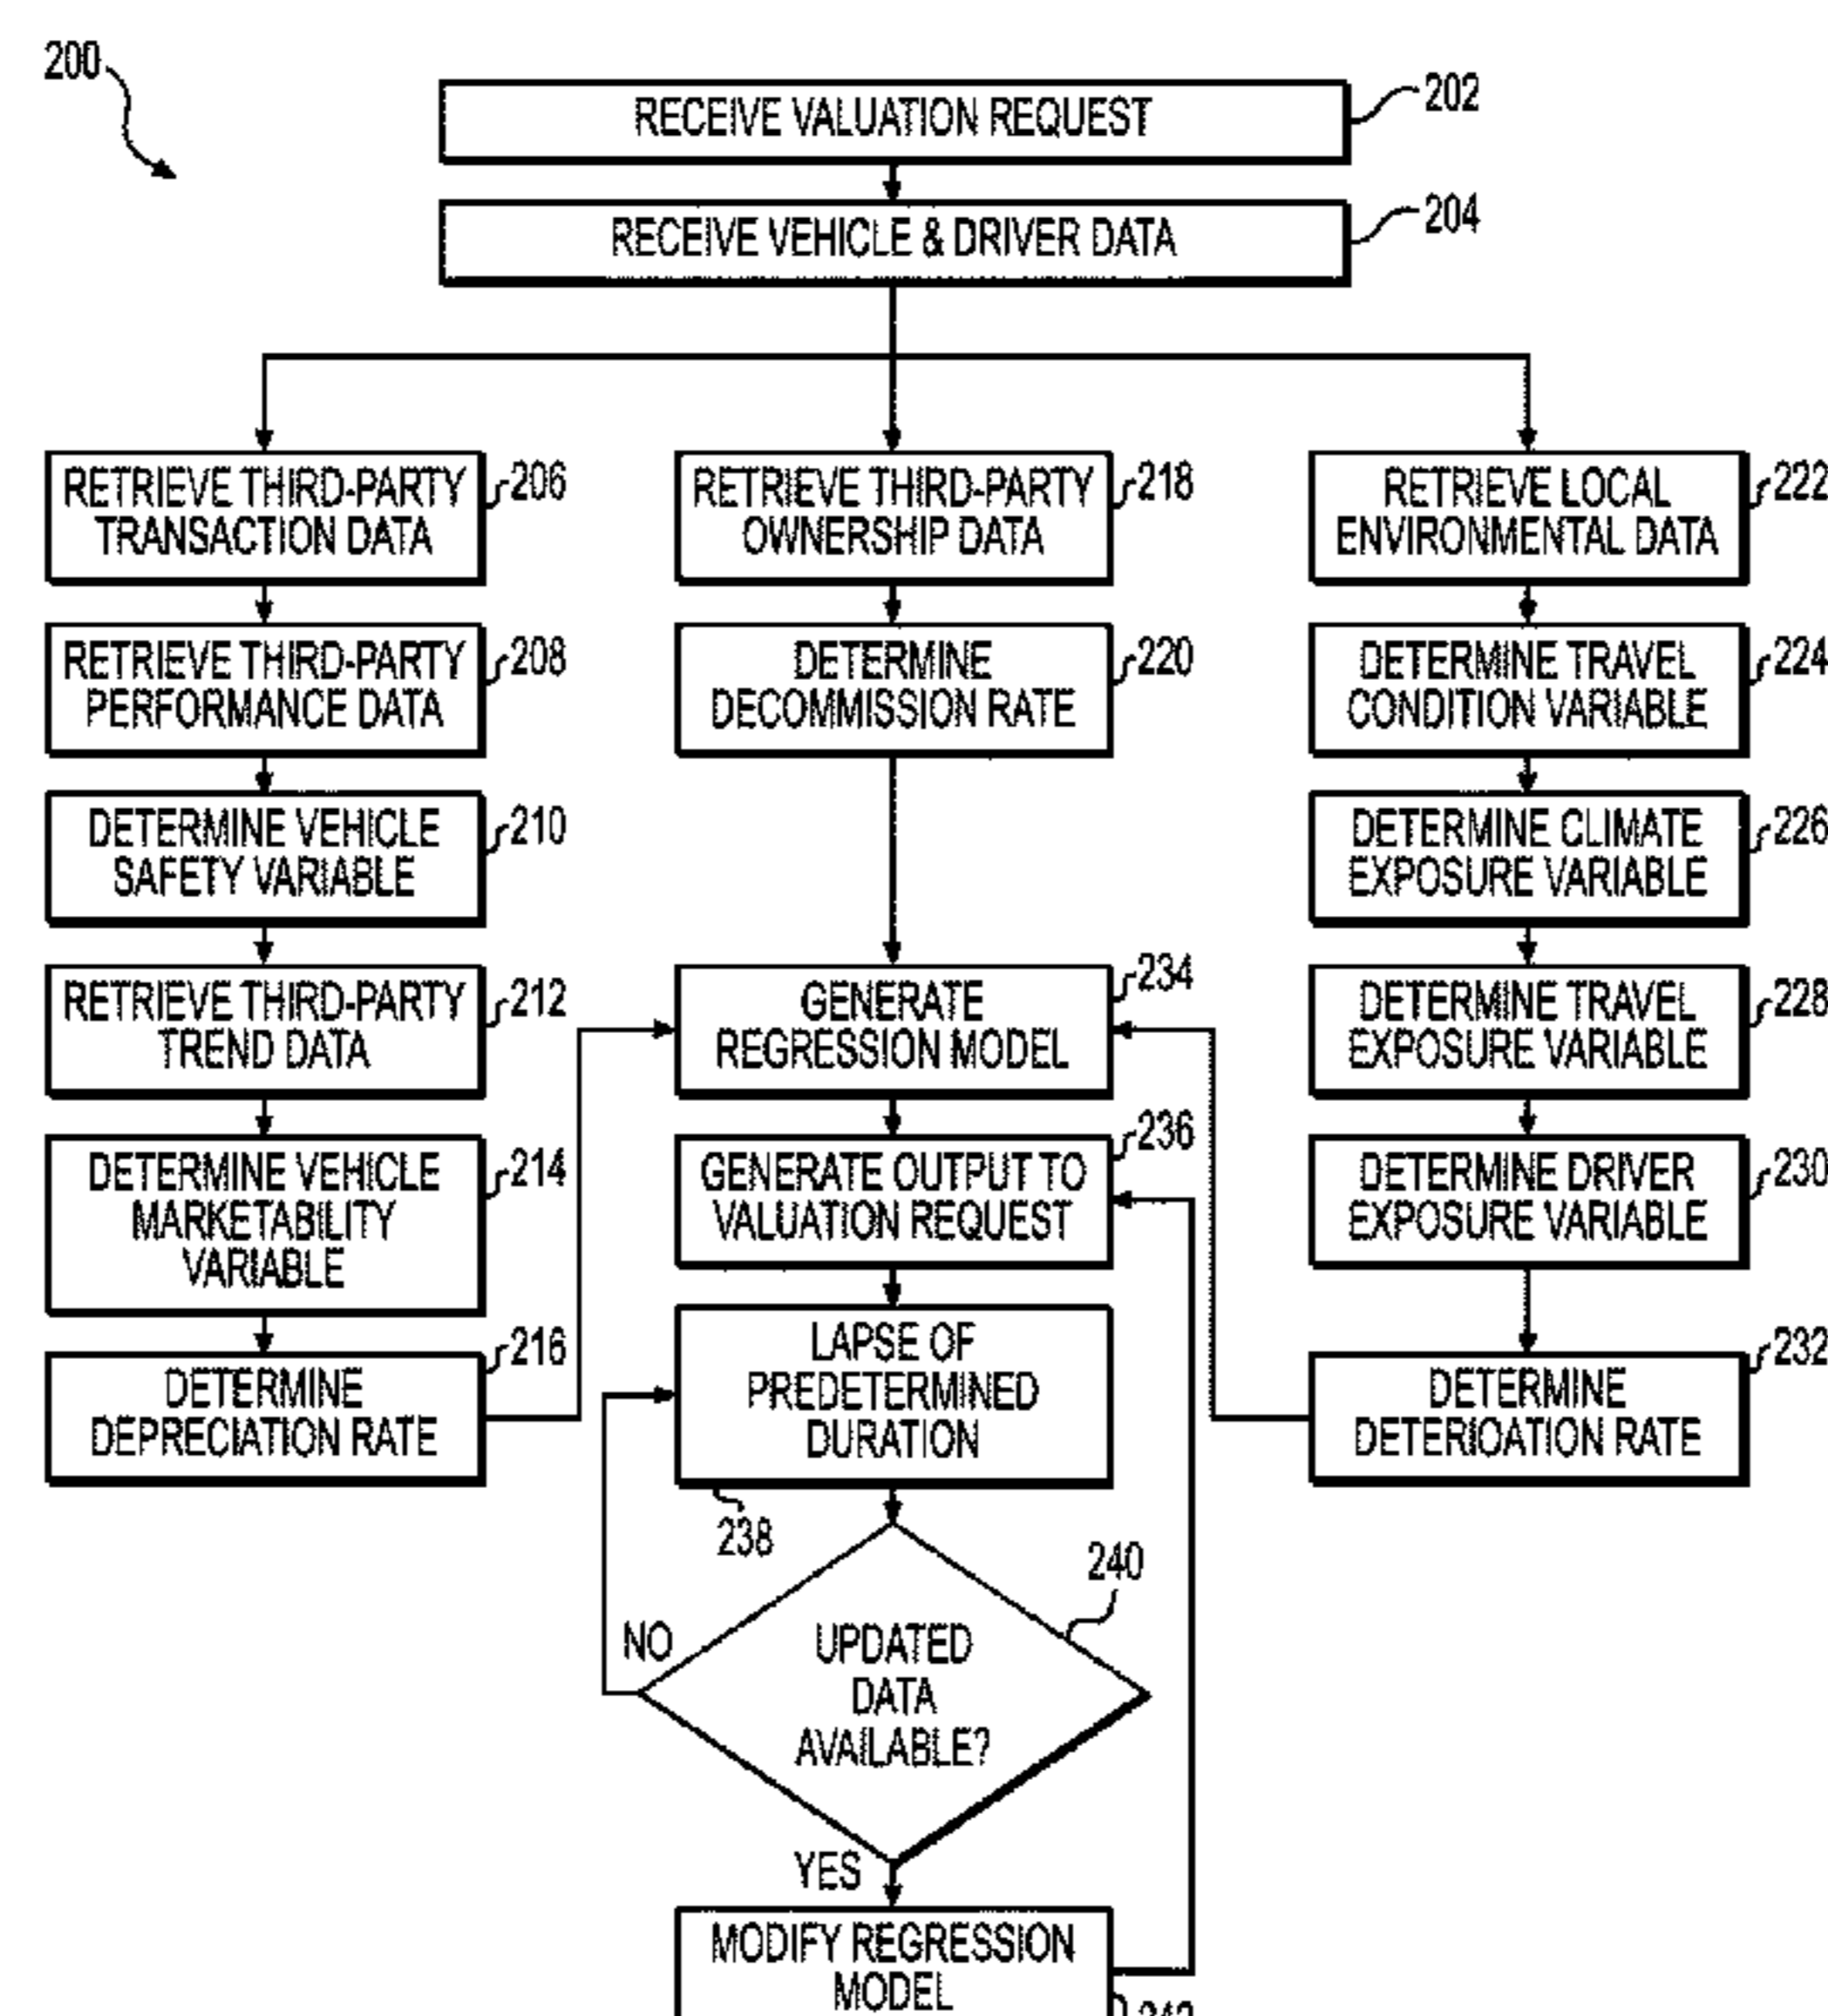 200
RECEIVE VALUATION REQUEST
202
RECEIVE VEHICLE & DRIVER DATA
204
RETRIEVE THIRD-PARTY
TRANSACTION DATA
206
RETRIEVE THIRD-PARTY
PERFORMANCE DATA
208
DETERMINE VEHICLE
SAFETY VARIABLE
210
RETRIEVE THIRD-PARTY
TREND DATA
212
DETERMINE VEHICLE
MARKETABILITY
VARIABLE
214
DETERMINE
DEPRECIATION RATE
216
RETRIEVE THIRD-PARTY
OWNERSHIP DATA
218
DETERMINE
DECOMMISSION RATE
220
RETRIEVE LOCAL
ENVIRONMENTAL DATA
222
DETERMINE TRAVEL
CONDITION VARIABLE
224
DETERMINE CLIMATE
EXPOSURE VARIABLE
226
DETERMINE TRAVEL
EXPOSURE VARIABLE
228
DETERMINE DRIVER
EXPOSURE VARIABLE
230
DETERMINE
DETERIOATION RATE
232
GENERATE
REGRESSION MODEL
234
GENERATE OUTPUT TO
VALUATION REQUEST
236
LAPSE OF
PREDETERMINED
DURATION
238
UPDATED
DATA
AVAILABLE?
240
NO
YES
MODIFY REGRESSION
MODEL